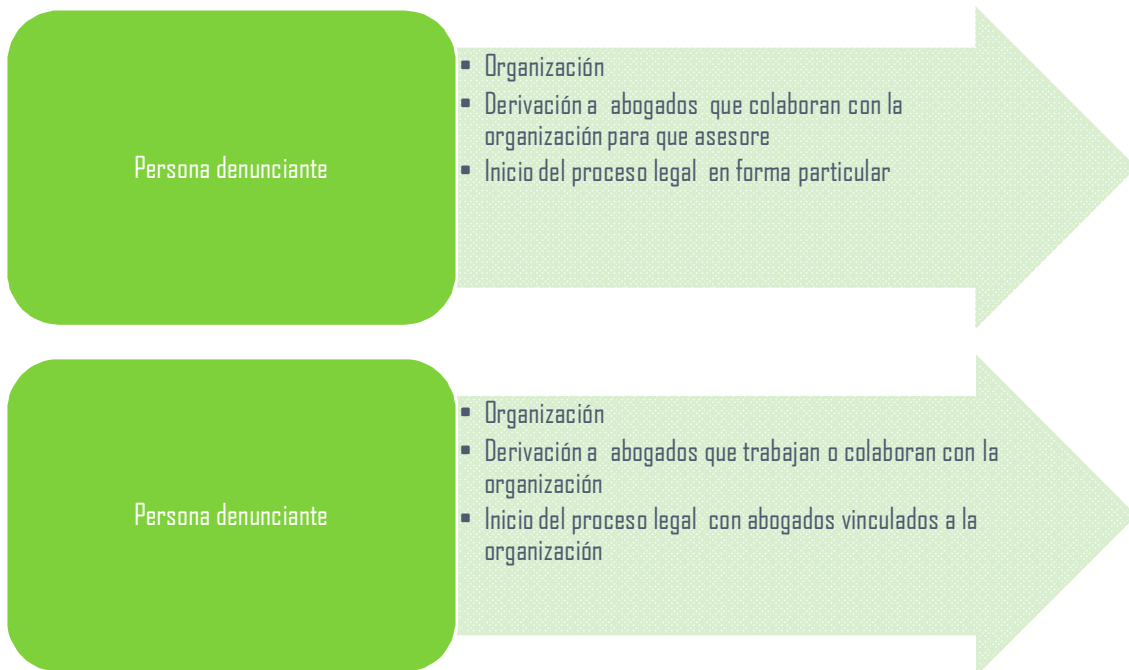 Persona denunciante
▪ Organización
▪ Derivación a abogados que colaboran con la
organización para que asesore
▪ Inicio del proceso legal en forma particular
Persona denunciante
▪ Organización
▪ Derivación a abogados que trabajan o colaboran con la
organización
▪ Inicio del proceso legal con abogados vinculados a la
organización